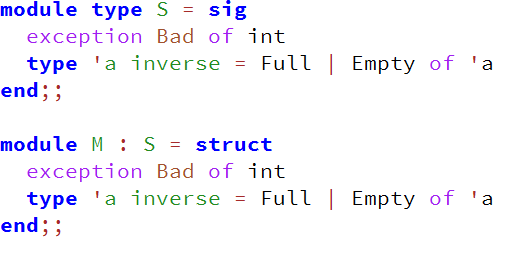 module type S = sig
  exception Bad of int
  type 'a inverse = Full | Empty of 'a
end;;

module M : S = struct
  exception Bad of int
  type 'a inverse = Full | Empty of 'a
end;;